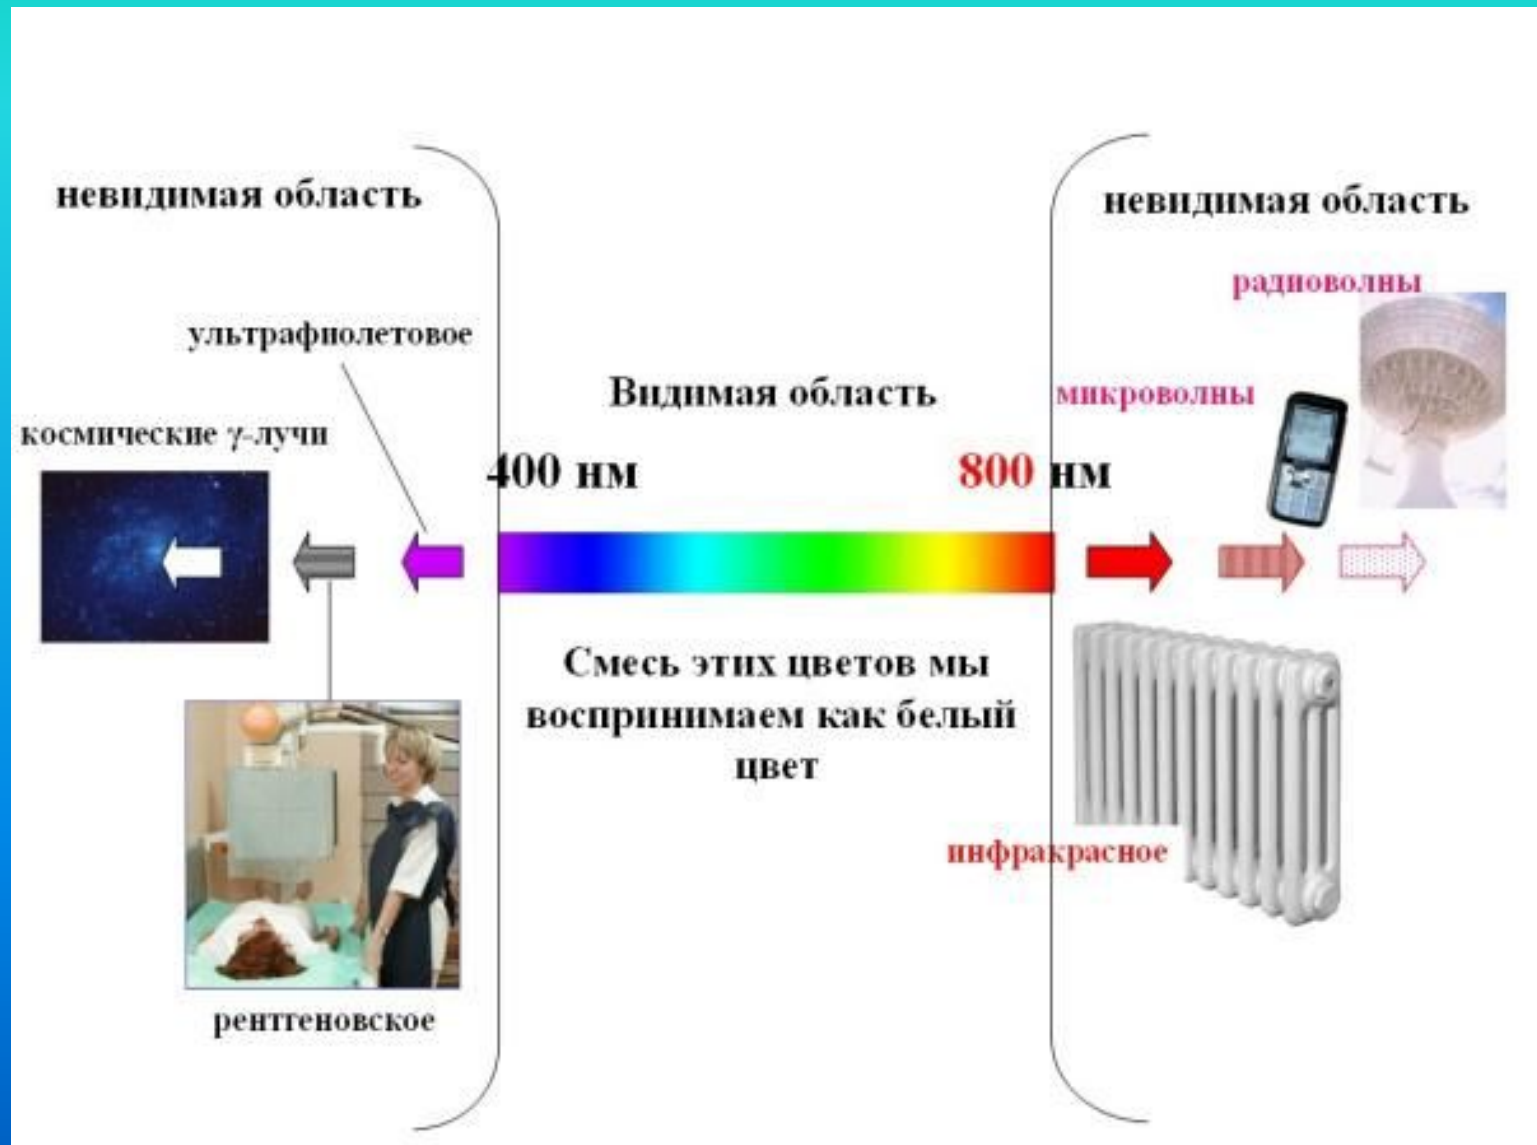 невидимая область
невидимая область
радиоволны
ультрафиолетовое
Видимая область
микроволны
космические γ-лучи
400 нм
800 нм
Смесь этих цветов мы
воспринимаем как белый
цвет
инфракрасное
рентгеновское